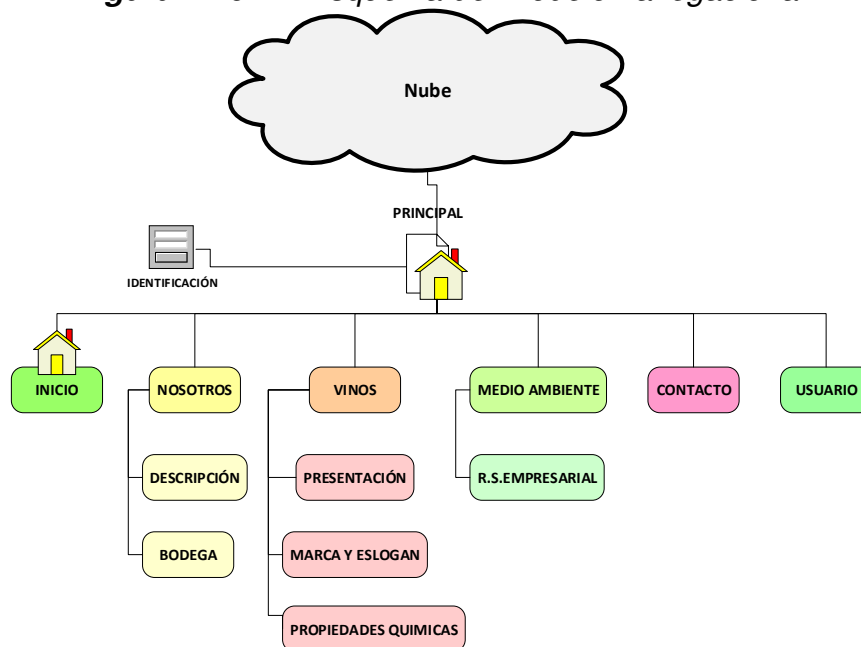 Nube
PRINCIPAL
IDENTIFICACIÓN
INICIO
NOSOTROS
VINOS
MEDIO AMBIENTE
CONTACTO
USUARIO
DESCRIPCIÓN
PRESENTACIÓN
R.S.EMPRESARIAL
BODEGA
MARCA Y ESLOGAN
PROPIEDADES QUIMICAS